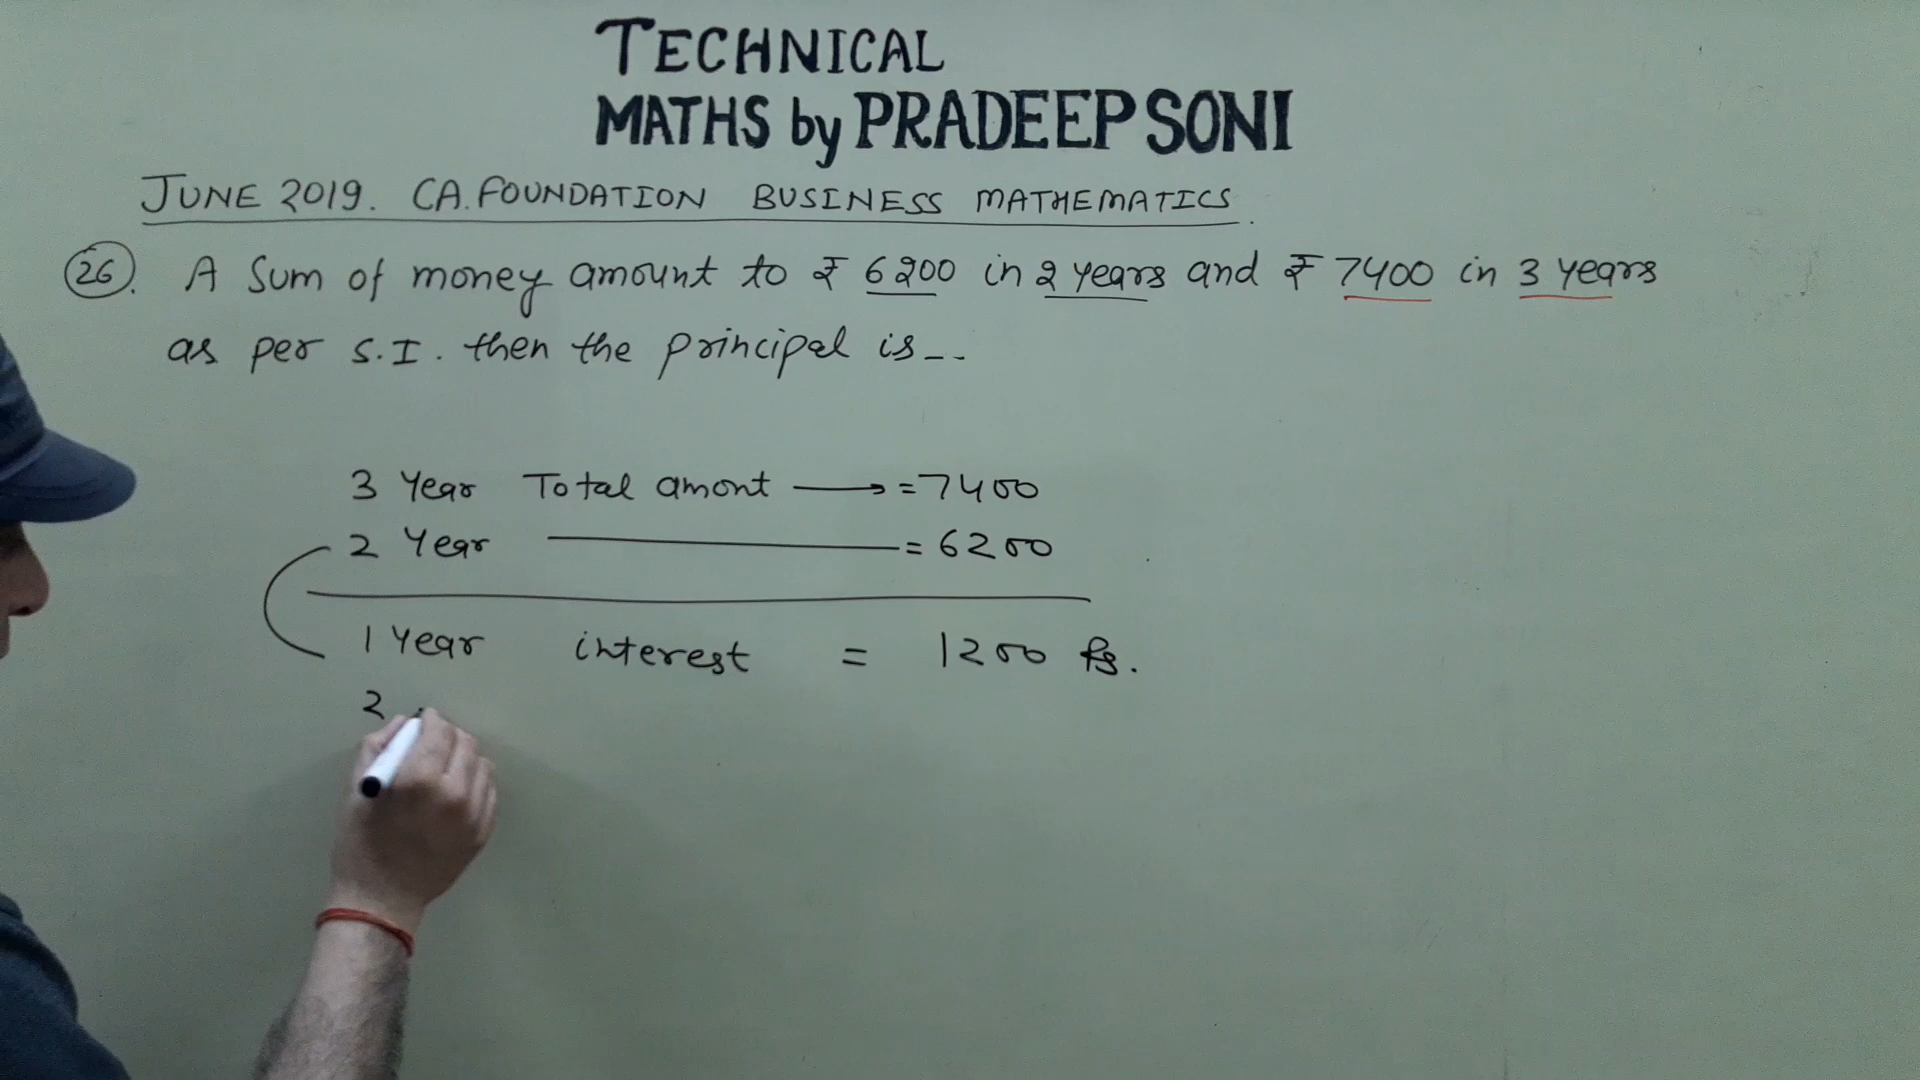 TECHNICAL
MATHS by PRADEEP SONI
JUNE 2019. CA. FOUNDATION BUSINESS MATHEMATICS.
26. A Sum of money amount to ₹ 6200 in 2 years and ₹ 7400 in 3 years
as per S.I. then the principal is _ _ _
3 Year Total amont ⟶ = 7400
2 Year ——— = 6200
1 Year interest = 1200 Rs.
2